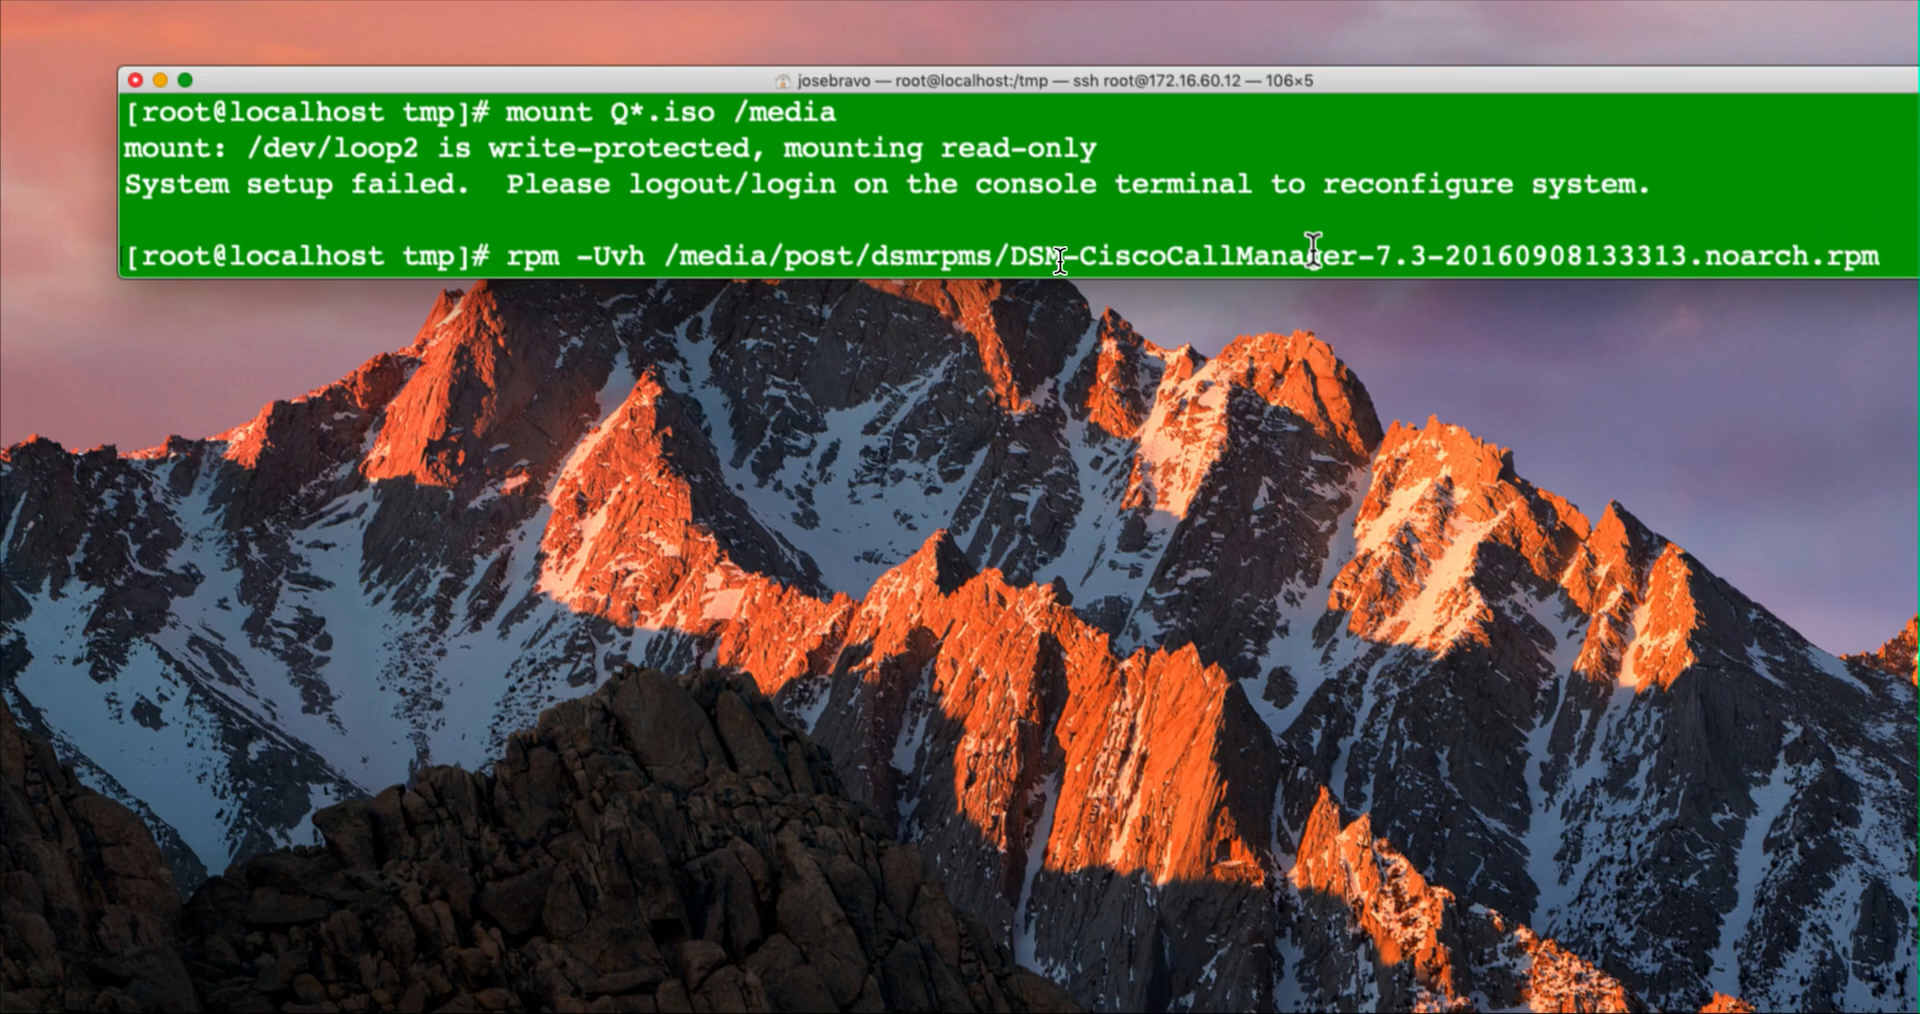 josebravo — root@localhost:/tmp — ssh root@172.16.60.12 — 106×5
[root@localhost tmp]# mount Q*.iso /media
mount: /dev/loop2 is write-protected, mounting read-only
System setup failed.  Please logout/login on the console terminal to reconfigure system.
[root@localhost tmp]# rpm -Uvh /media/post/dsmrpms/DSM-CiscoCallManager-7.3-20160908133313.noarch.rpm